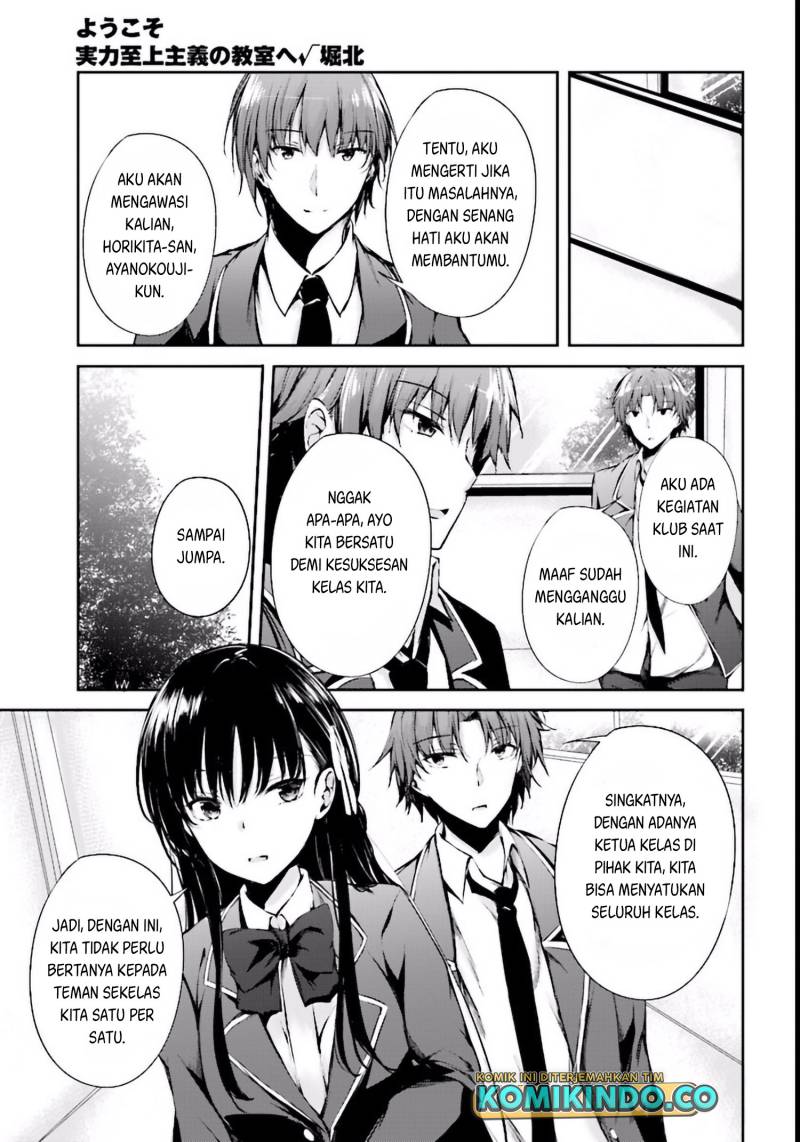 ようこそ
実力至上主義の教室へ√堀北
TENTU, AKU
MENGERTI JIKA
ITU MASALAHNYA,
DENGAN SENANG
HATI AKU AKAN
MEMBANTUMU.
AKU AKAN
MENGAWASI
KALIAN,
HORIKITA-SAN,
AYANOKOUJI-
KUN.
AKU ADA
KEGIATAN
KLUB SAAT
INI.
MAAF SUDAH
MENGGANGGU
KALIAN.
NGGAK
APA-APA, AYO
KITA BERSATU
DEMI KESUKSESAN
KELAS KITA.
SAMPAI
JUMPA.
SINGKATNYA,
DENGAN ADANYA
KETUA KELAS DI
PIHAK KITA, KITA
BISA MENYATUKAN
SELURUH KELAS.
JADI, DENGAN INI,
KITA TIDAK PERLU
BERTANYA KEPADA
TEMAN SEKELAS
KITA SATU PER
SATU.
KOMIK INI DITERJEMAHKAN TIM
KOMIKINDO.CO